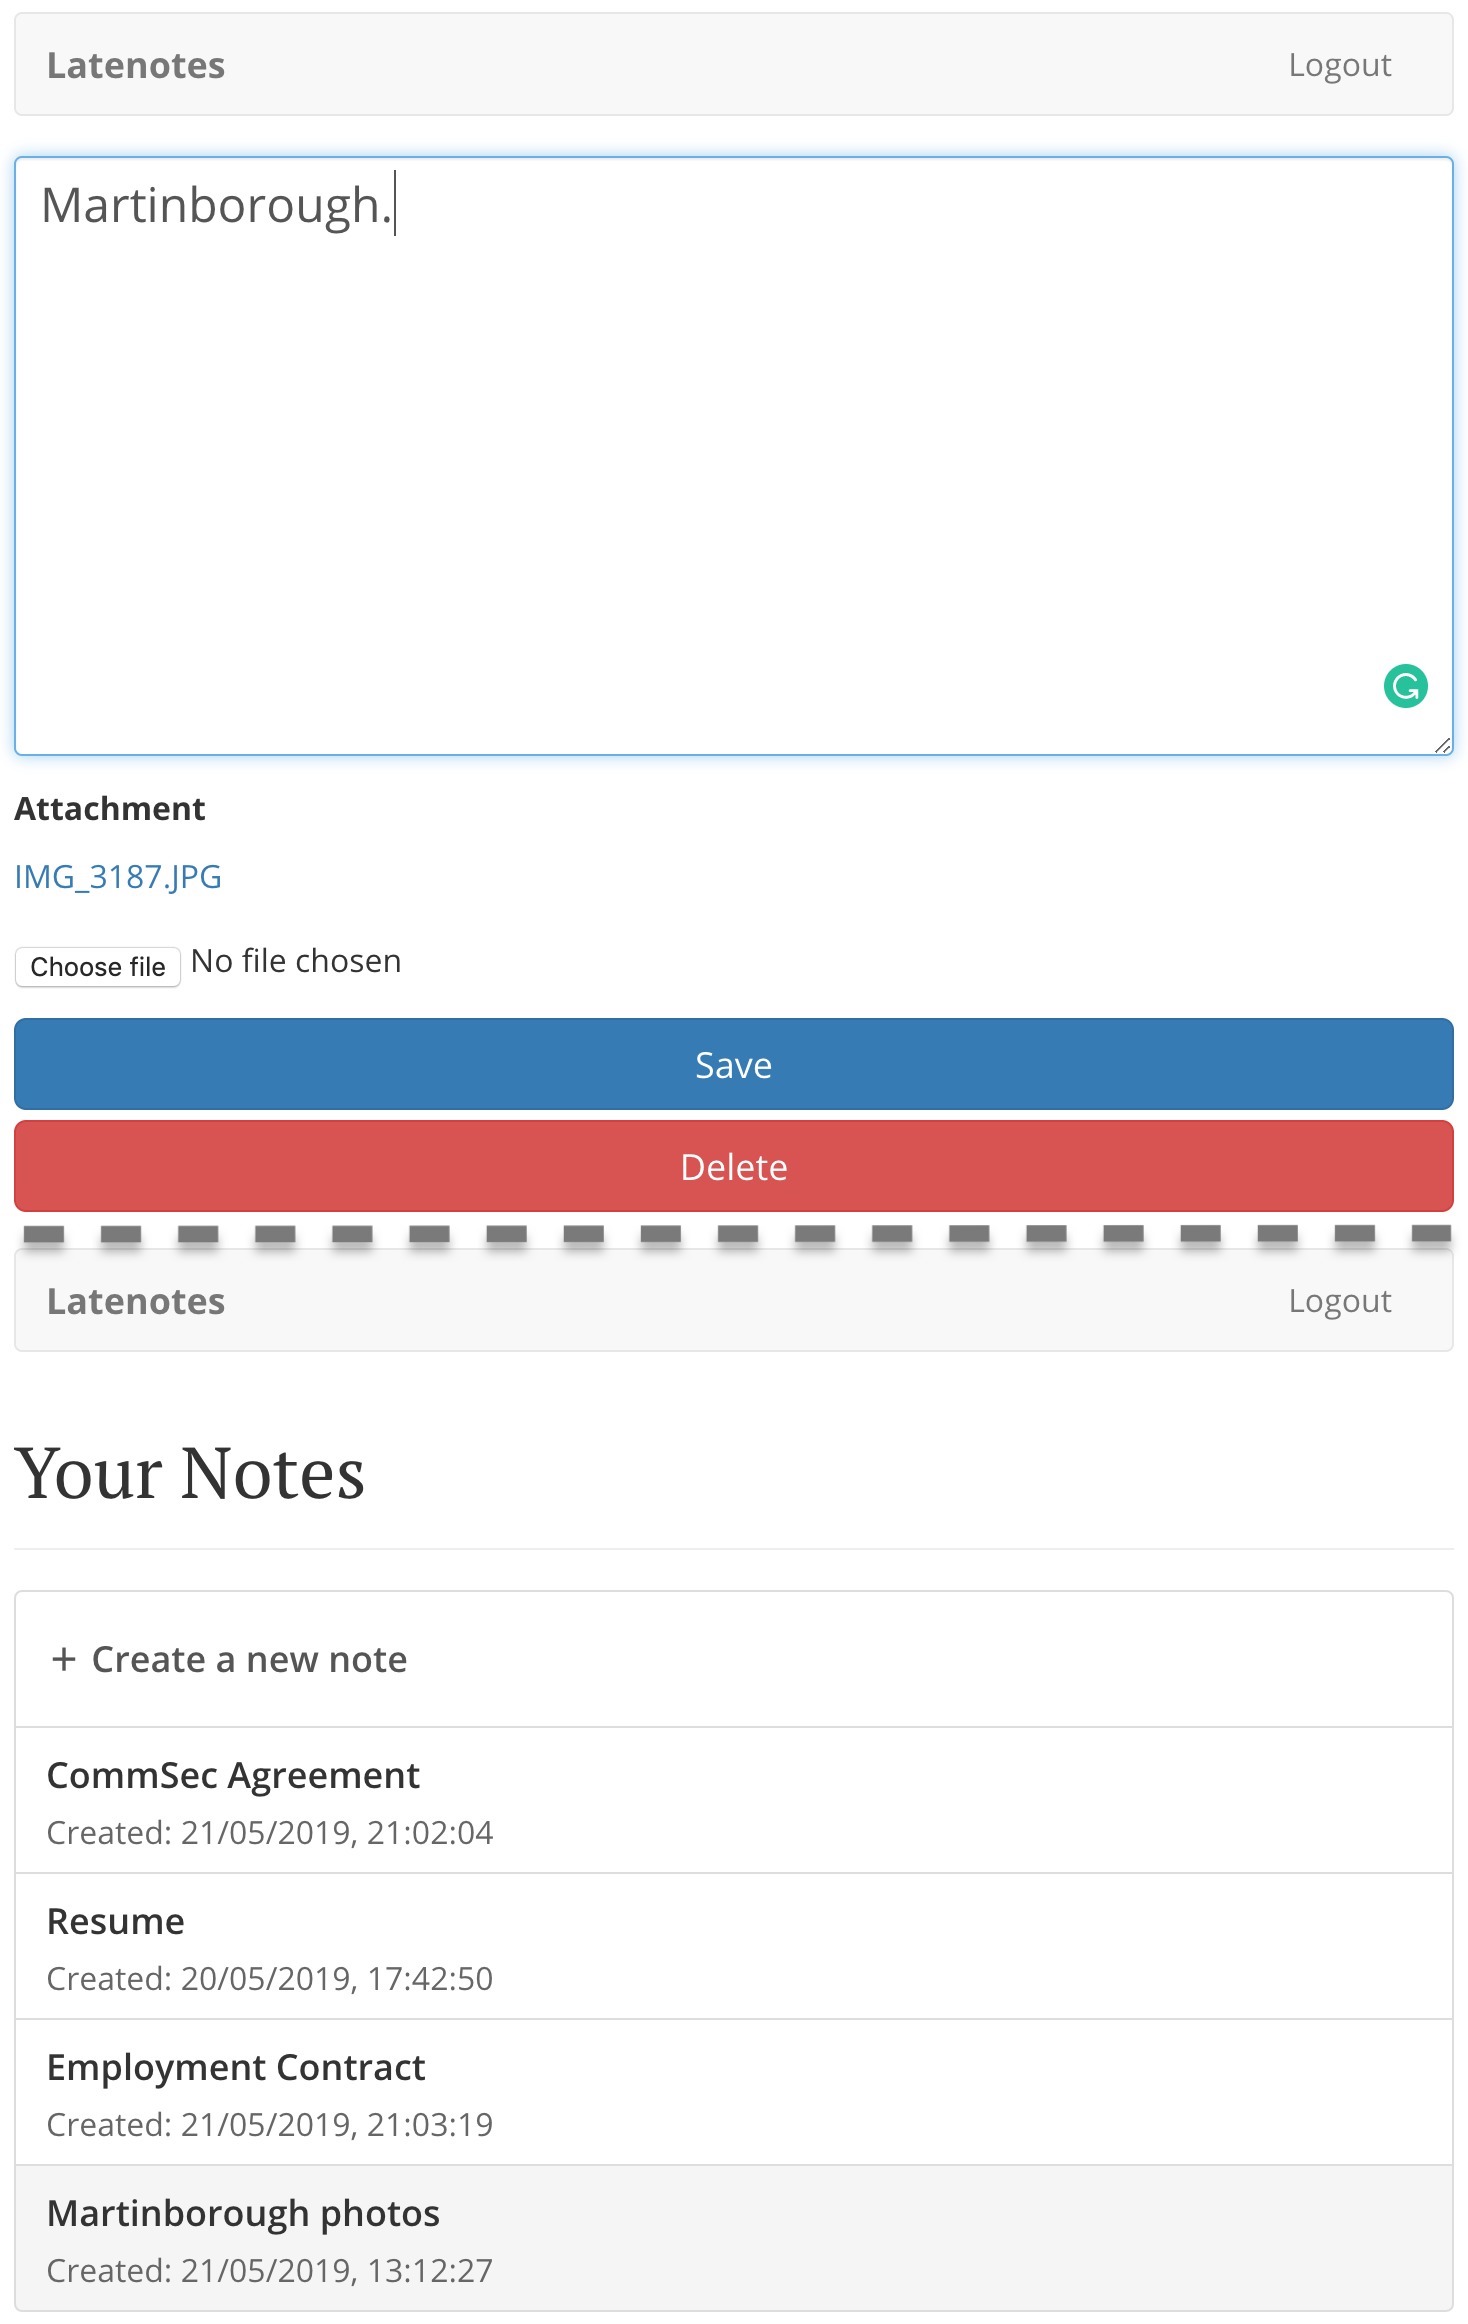 Latenotes Logout
Martinborough.
Attachment
IMG_3187.JPG
Choose file No file chosen
Save
Delete
Latenotes Logout
Your Notes
+ Create a new note
CommSec Agreement
Created: 21/05/2019, 21:02:04
Resume
Created: 20/05/2019, 17:42:50
Employment Contract
Created: 21/05/2019, 21:03:19
Martinborough photos
Created: 21/05/2019, 13:12:27